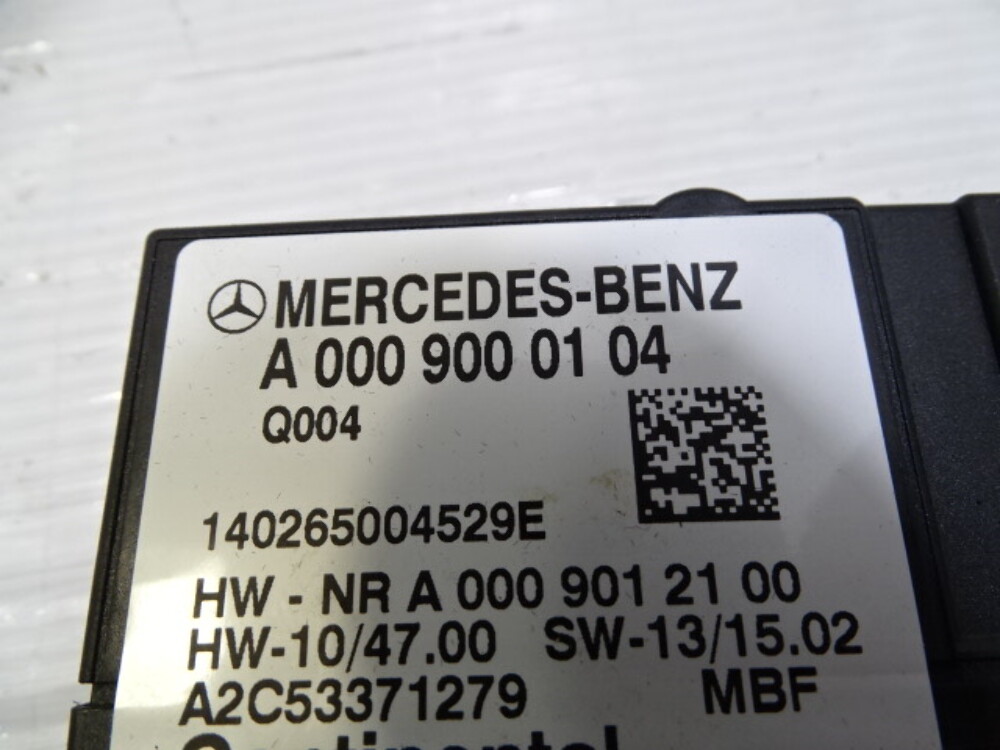 MERCEDES-BENZ
A 000 900 01 04
Q004
140265004529E
HW - NR A 000 901 21 00
HW-10/47.00 SW-13/15.02
A2C53371279 MBF
Continental